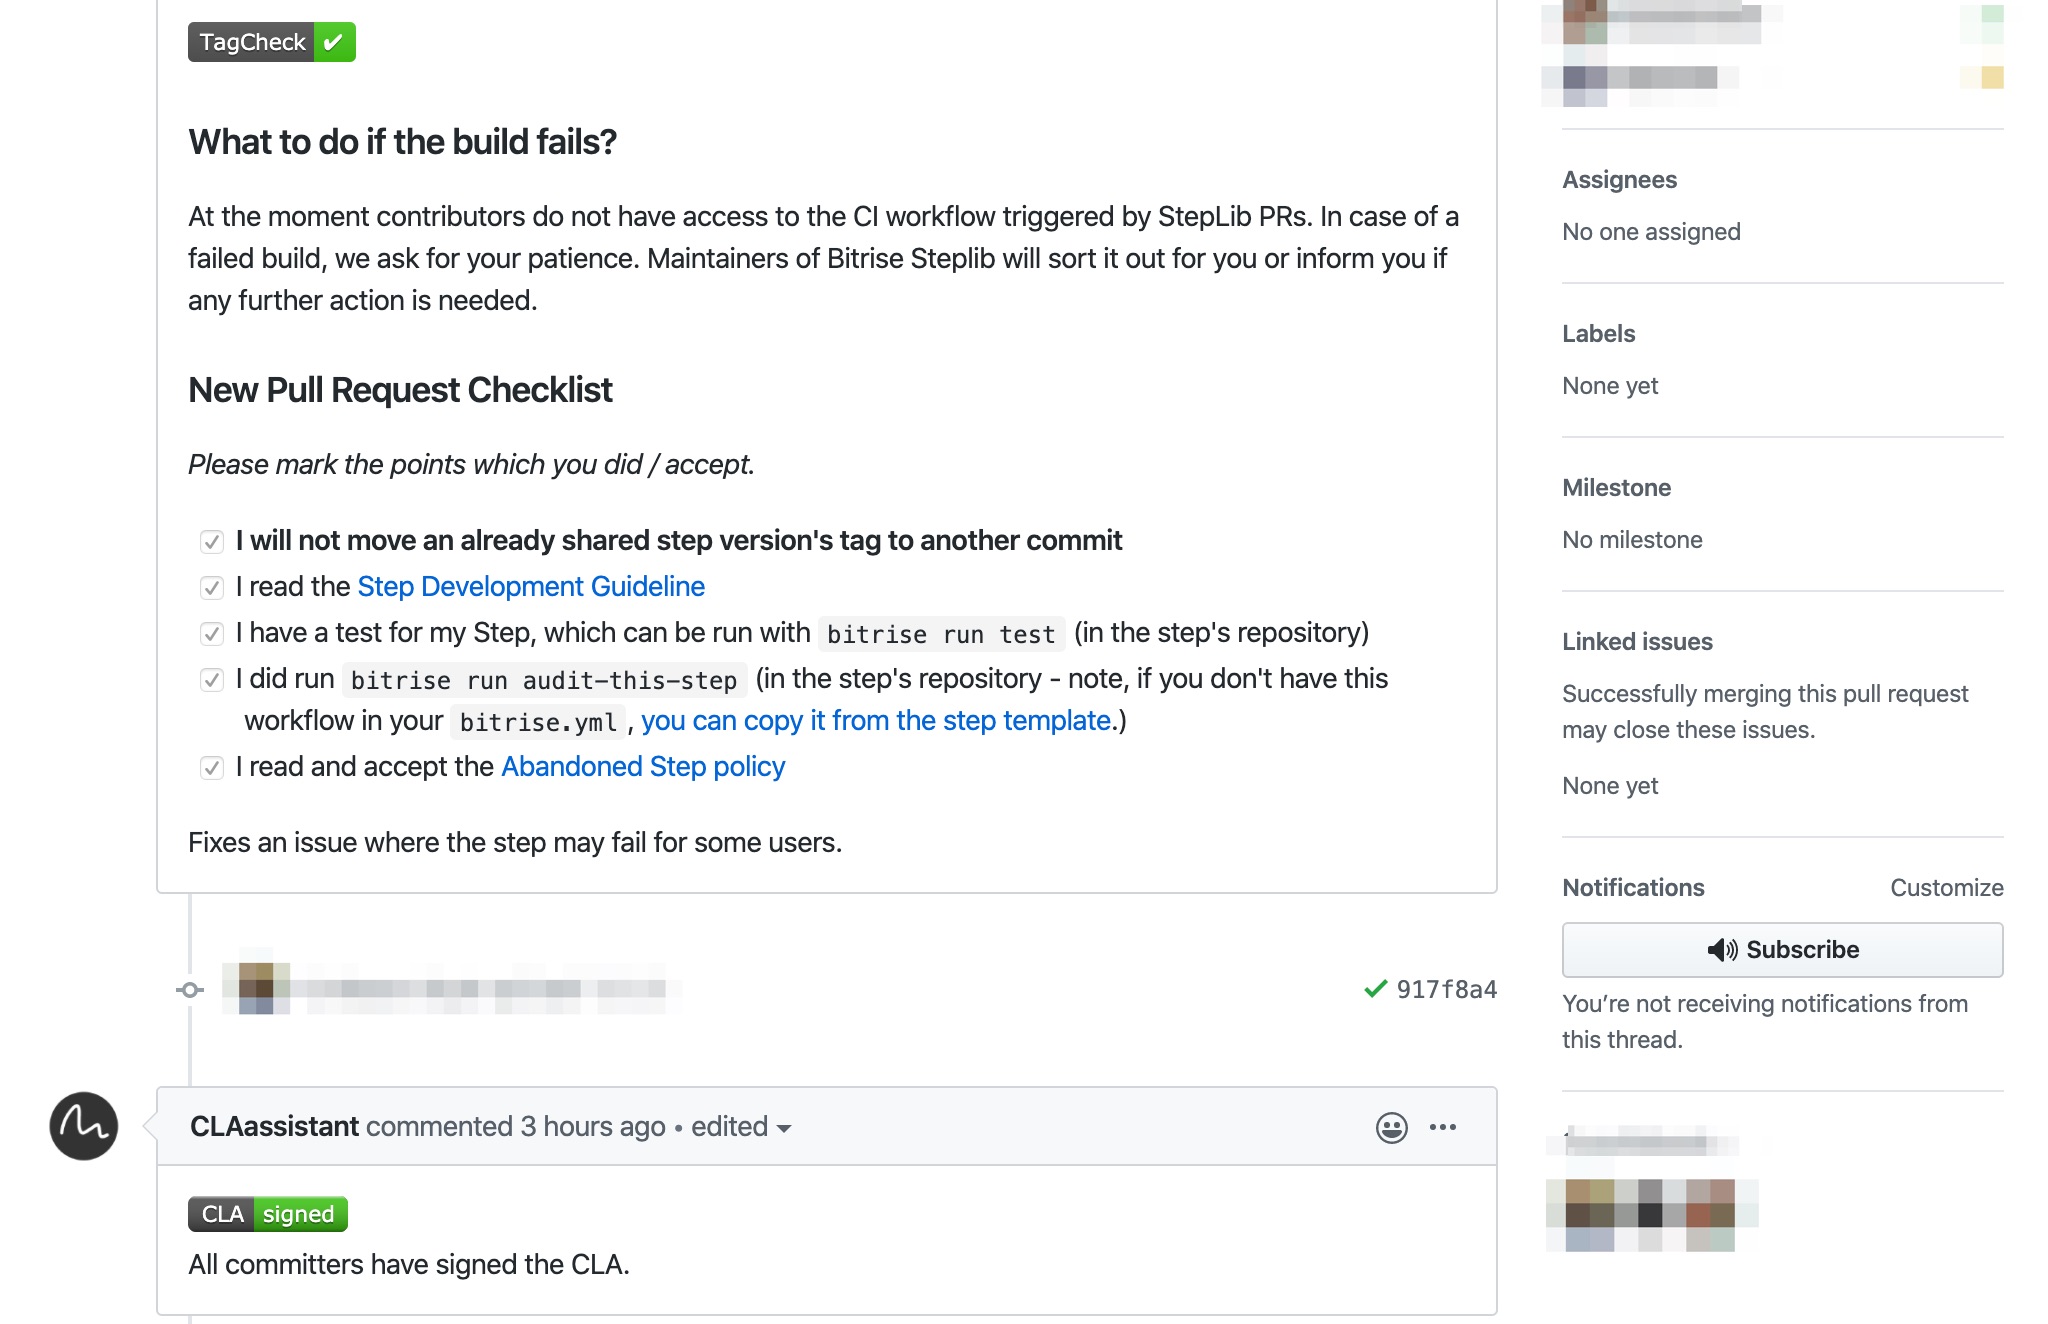 TagCheck ✔
What to do if the build fails?
At the moment contributors do not have access to the CI workflow triggered by StepLib PRs. In case of a
failed build, we ask for your patience. Maintainers of Bitrise Steplib will sort it out for you or inform you if
any further action is needed.
New Pull Request Checklist
Please mark the points which you did / accept.
I will not move an already shared step version's tag to another commit
I read the Step Development Guideline
I have a test for my Step, which can be run with bitrise run test (in the step's repository)
I did run bitrise run audit-this-step (in the step's repository - note, if you don't have this
workflow in your bitrise.yml, you can copy it from the step template.)
I read and accept the Abandoned Step policy
Fixes an issue where the step may fail for some users.
917f8a4
CLAassistant commented 3 hours ago • edited
CLA signed
All committers have signed the CLA.
Assignees
No one assigned
Labels
None yet
Milestone
No milestone
Linked issues
Successfully merging this pull request
may close these issues.
None yet
Notifications Customize
Subscribe
You’re not receiving notifications from
this thread.